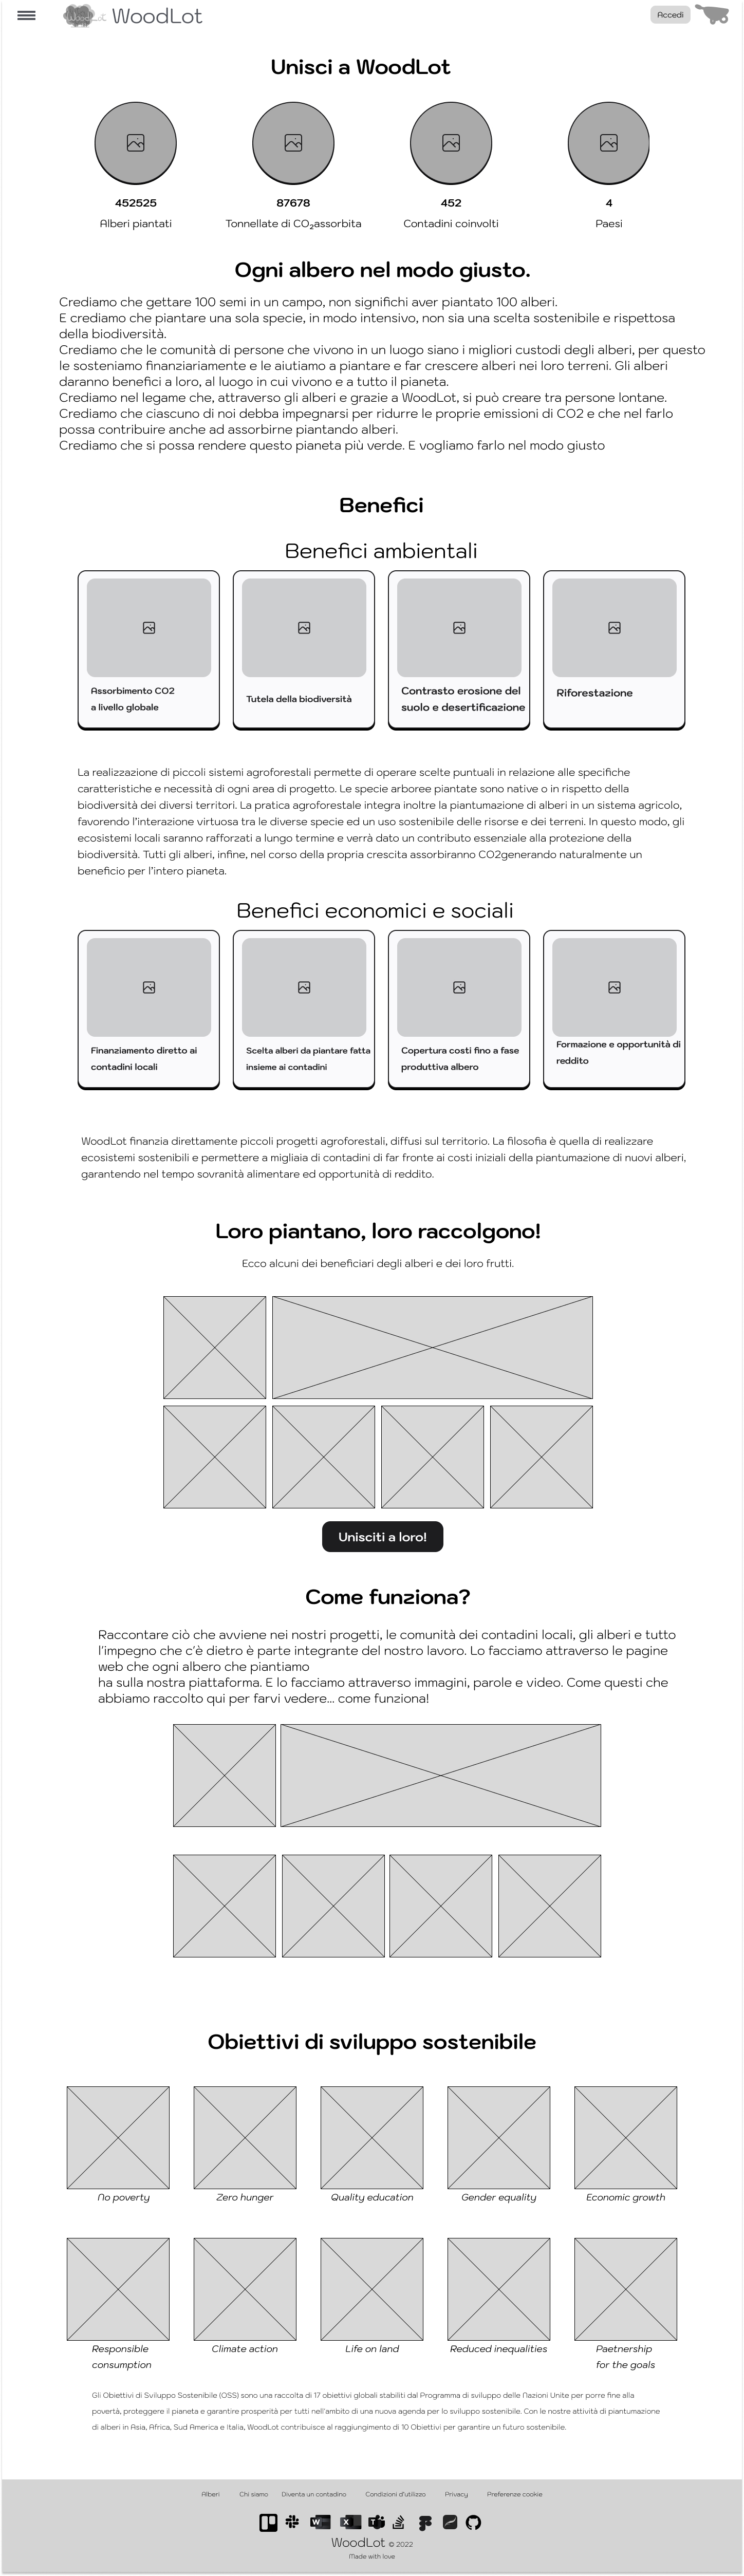 WoodLot WoodLot
Accedi
Unisci a WoodLot
452525
87678
452
4
Alberi piantati
Tonnellate di CO₂assorbita
Contadini coinvolti
Paesi
Ogni albero nel modo giusto.
Crediamo che gettare 100 semi in un campo, non significhi aver piantato 100 alberi.
E crediamo che piantare una sola specie, in modo intensivo, non sia una scelta sostenibile e rispettosa
della biodiversità.
Crediamo che le comunità di persone che vivono in un luogo siano i migliori custodi degli alberi, per questo
le sosteniamo finanziariamente e le aiutiamo a piantare e far crescere alberi nei loro terreni. Gli alberi
daranno benefici a loro, al luogo in cui vivono e a tutto il pianeta.
Crediamo nel legame che, attraverso gli alberi e grazie a WoodLot, si può creare tra persone lontane.
Crediamo che ciascuno di noi debba impegnarsi per ridurre le proprie emissioni di CO2 e che nel farlo
possa contribuire anche ad assorbirne piantando alberi.
Crediamo che si possa rendere questo pianeta più verde. E vogliamo farlo nel modo giusto
Benefici
Benefici ambientali
Assorbimento CO2
a livello globale
Tutela della biodiversità
Contrasto erosione del
suolo e desertificazione
Riforestazione
La realizzazione di piccoli sistemi agroforestali permette di operare scelte puntuali in relazione alle specifiche
caratteristiche e necessità di ogni area di progetto. Le specie arboree piantate sono native o in rispetto della
biodiversità dei diversi territori. La pratica agroforestale integra inoltre la piantumazione di alberi in un sistema agricolo,
favorendo l'interazione virtuosa tra le diverse specie ed un uso sostenibile delle risorse e dei terreni. In questo modo, gli
ecosistemi locali saranno rafforzati a lungo termine e verrà dato un contributo essenziale alla protezione della
biodiversità. Tutti gli alberi, infine, nel corso della propria crescita assorbiranno CO2generando naturalmente un
beneficio per l'intero pianeta.
Benefici economici e sociali
Finanziamento diretto ai
contadini locali
Scelta alberi da piantare fatta
insieme ai contadini
Copertura costi fino a fase
produttiva albero
Formazione e opportunità di
reddito
WoodLot finanzia direttamente piccoli progetti agroforestali, diffusi sul territorio. La filosofia è quella di realizzare
ecosistemi sostenibili e permettere a migliaia di contadini di far fronte ai costi iniziali della piantumazione di nuovi alberi,
garantendo nel tempo sovranità alimentare ed opportunità di reddito.
Loro piantano, loro raccolgono!
Ecco alcuni dei beneficiari degli alberi e dei loro frutti.
Unisciti a loro!
Come funziona?
Raccontare ciò che avviene nei nostri progetti, le comunità dei contadini locali, gli alberi e tutto
l'impegno che c'è dietro è parte integrante del nostro lavoro. Lo facciamo attraverso le pagine
web che ogni albero che piantiamo
ha sulla nostra piattaforma. E lo facciamo attraverso immagini, parole e video. Come questi che
abbiamo raccolto qui per farvi vedere... come funziona!
Obiettivi di sviluppo sostenibile
No poverty
Zero hunger
Quality education
Gender equality
Economic growth
Responsible
consumption
Climate action
Life on land
Reduced inequalities
Paetnership
for the goals
Gli Obiettivi di Sviluppo Sostenibile (OSS) sono una raccolta di 17 obiettivi globali stabiliti dal Programma di sviluppo delle Nazioni Unite per porre fine alla
povertà, proteggere il pianeta e garantire prosperità per tutti nell'ambito di una nuova agenda per lo sviluppo sostenibile. Con le nostre attività di piantumazione
di alberi in Asia, Africa, Sud America e Italia, WoodLot contribuisce al raggiungimento di 10 Obiettivi per garantire un futuro sostenibile.
Alberi
Chi siamo
Diventa un contadino
Condizioni d'utilizzo
Privacy
Preferenze cookie
W
X
T
WoodLot © 2022
Made with love